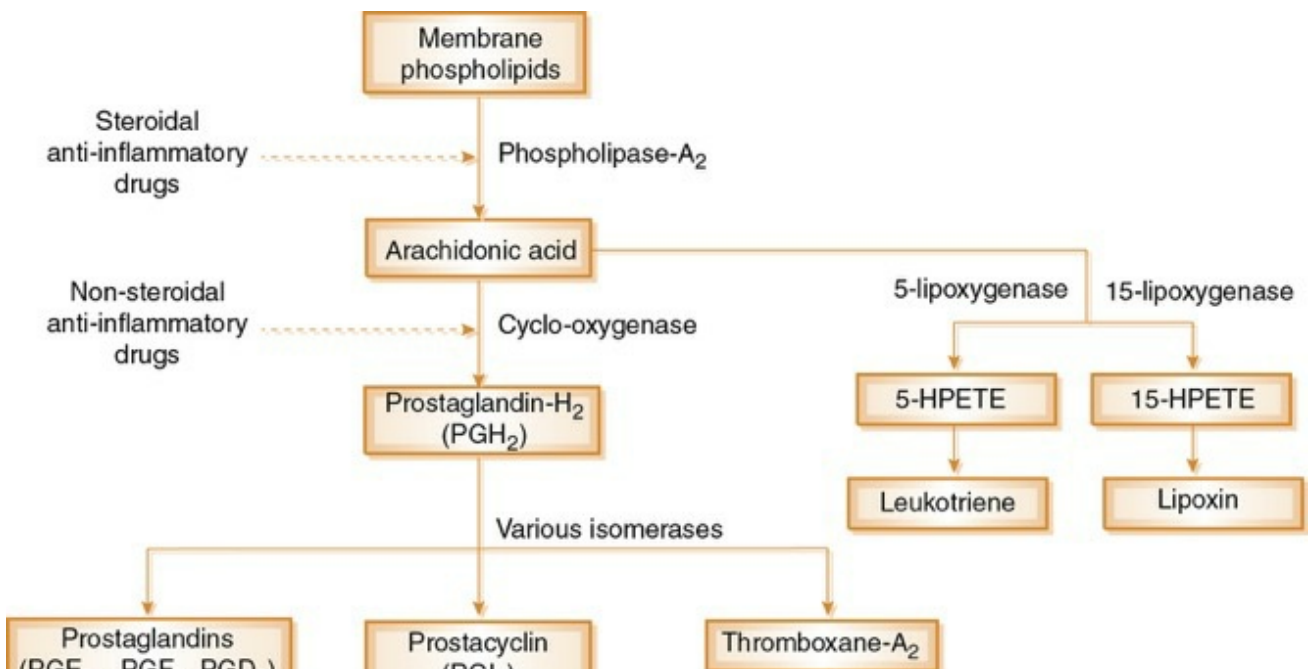 Membrane
phospholipids
Steroidal
anti-inflammatory
drugs
Phospholipase-A₂
Arachidonic acid
Non-steroidal
anti-inflammatory
drugs
Cyclo-oxygenase
5-lipoxygenase
15-lipoxygenase
Prostaglandin-H₂
(PGH₂)
5-HPETE
15-HPETE
Leukotriene
Lipoxin
Various isomerases
Prostaglandins
Prostacyclin
Thromboxane-A₂